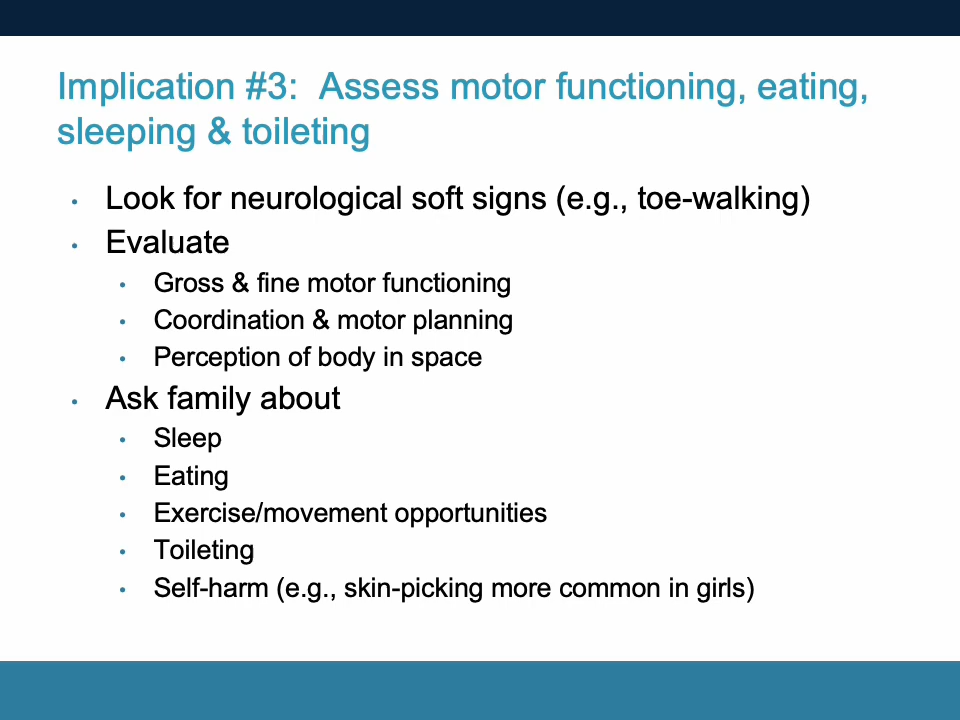 Implication #3:  Assess motor functioning, eating,
sleeping & toileting
• Look for neurological soft signs (e.g., toe-walking)
• Evaluate
• Gross & fine motor functioning
• Coordination & motor planning
• Perception of body in space
• Ask family about
• Sleep
• Eating
• Exercise/movement opportunities
• Toileting
• Self-harm (e.g., skin-picking more common in girls)